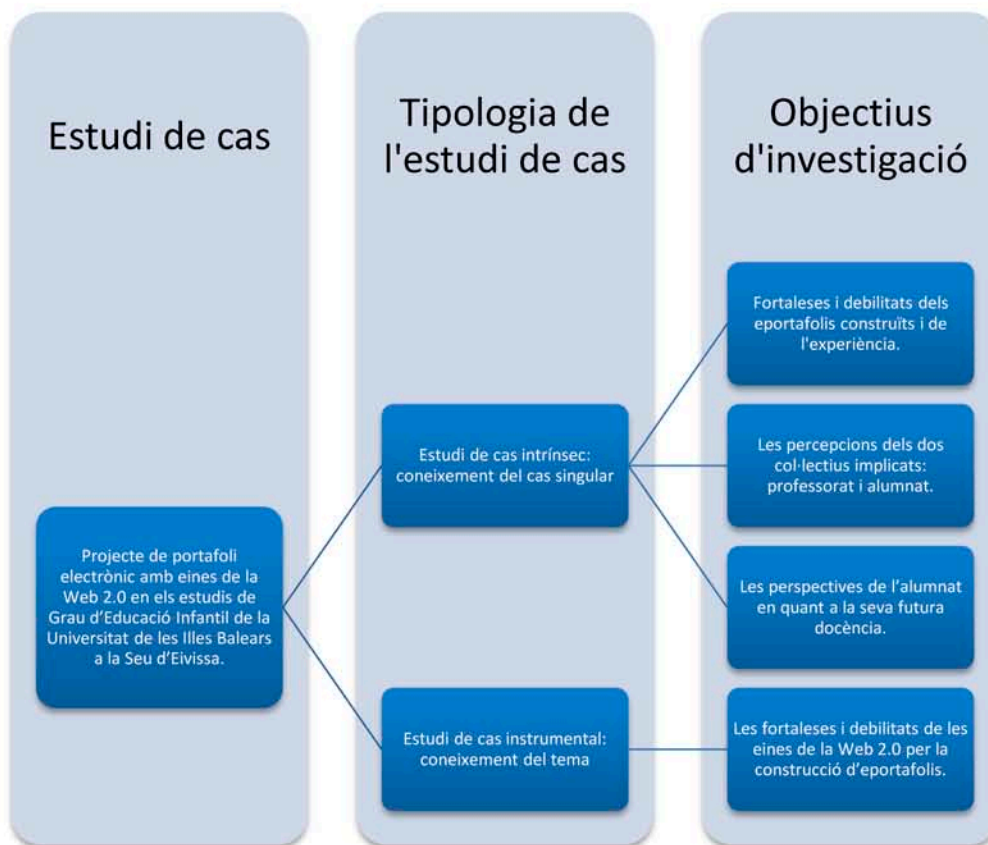 Estudi de cas
Tipologia de
l'estudi de cas
Objectius
d'investigació
Projecte de portafoli
electrònic amb eines de la
Web 2.0 en els estudis de
Grau d’Educació Infantil de la
Universitat de les Illes Balears
a la Seu d’Eivissa.
Estudi de cas intrínsec:
coneixement del cas singular
Estudi de cas instrumental:
coneixement del tema
Fortaleses i debilitats dels
eportafolis construïts i de
l'experiència.
Les percepcions dels dos
col·lectius implicats:
professorat i alumnat.
Les perspectives de l’alumnat
en quant a la seva futura
docència.
Les fortaleses i debilitats de les
eines de la Web 2.0 per la
construcció d’eportafolis.